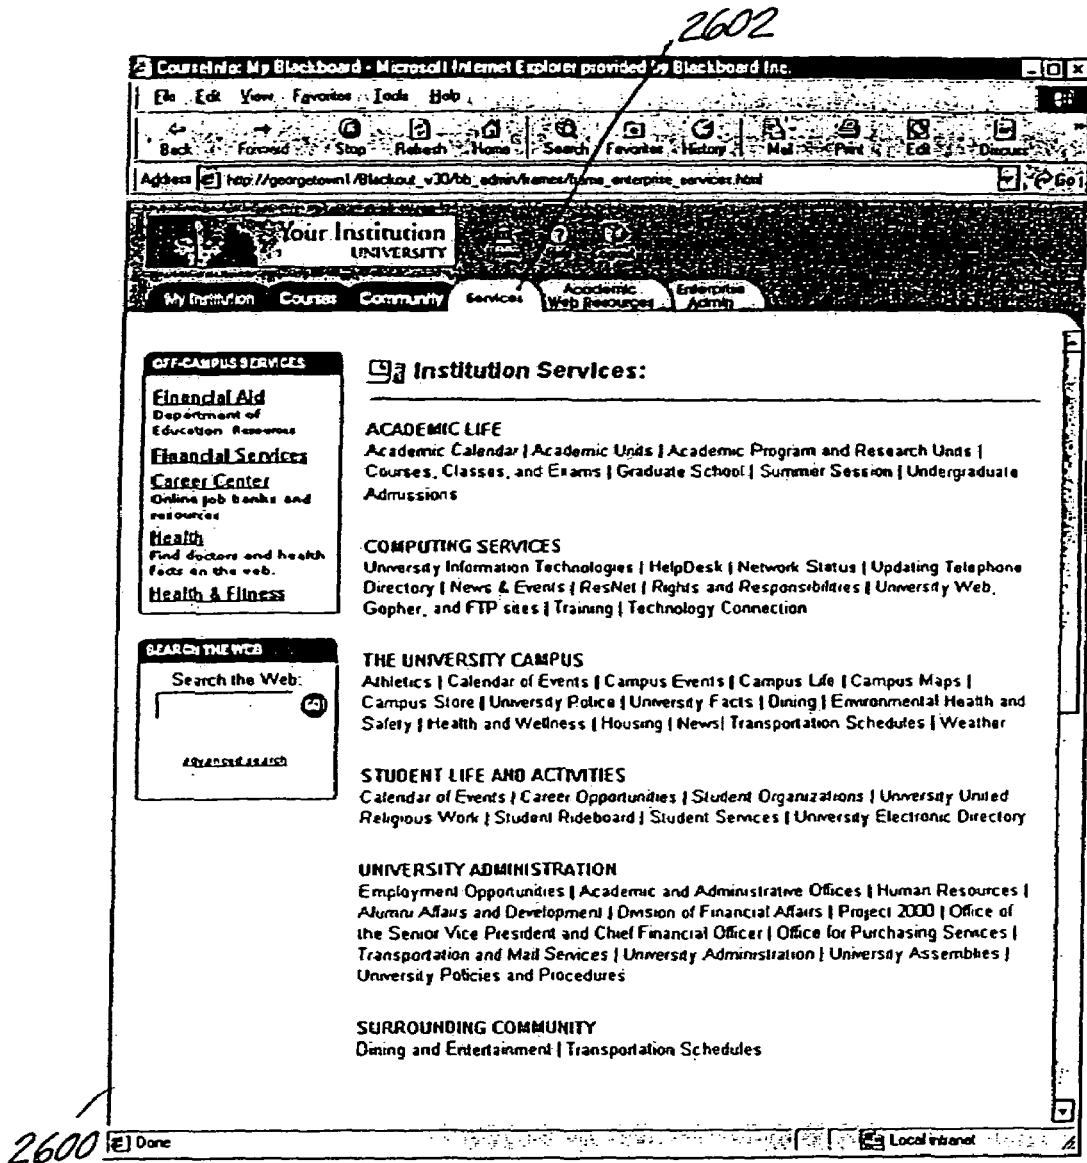 2602
CourseInfo: My Blackboard - Microsoft Internet Explorer provided by Blackboard Inc.
File Edit View Favorites Tools Help
Back Forward Stop Refresh Home Search Favorites History Mail Print Edit Discuss
Address http://georgetown1/Blackout_v30/bb_admin/frames/frame_enterprise_services.html Go
Your Institution
UNIVERSITY
My Institution Courses Community Services Academic Web Resources Enterprise Admin
OFF-CAMPUS SERVICES
Financial Aid
Department of
Education Resources
Financial Services
Career Center
Online job banks and
resources
Health
Find doctors and health
facts on the web.
Health & Fitness
SEARCH THE WEB
Search the Web:
advanced search
Institution Services:
ACADEMIC LIFE
Academic Calendar | Academic Units | Academic Program and Research Units |
Courses, Classes, and Exams | Graduate School | Summer Session | Undergraduate
Admissions
COMPUTING SERVICES
University Information Technologies | HelpDesk | Network Status | Updating Telephone
Directory | News & Events | ResNet | Rights and Responsibilities | University Web,
Gopher, and FTP sites | Training | Technology Connection
THE UNIVERSITY CAMPUS
Athletics | Calendar of Events | Campus Events | Campus Life | Campus Maps |
Campus Store | University Police | University Facts | Dining | Environmental Health and
Safety | Health and Wellness | Housing | News| Transportation Schedules | Weather
STUDENT LIFE AND ACTIVITIES
Calendar of Events | Career Opportunities | Student Organizations | University United
Religious Work | Student Rideboard | Student Services | University Electronic Directory
UNIVERSITY ADMINISTRATION
Employment Opportunities | Academic and Administrative Offices | Human Resources |
Alumni Affairs and Development | Division of Financial Affairs | Project 2000 | Office of
the Senior Vice President and Chief Financial Officer | Office for Purchasing Services |
Transportation and Mail Services | University Administration | University Assemblies |
University Policies and Procedures
SURROUNDING COMMUNITY
Dining and Entertainment | Transportation Schedules
2600
Done Local intranet